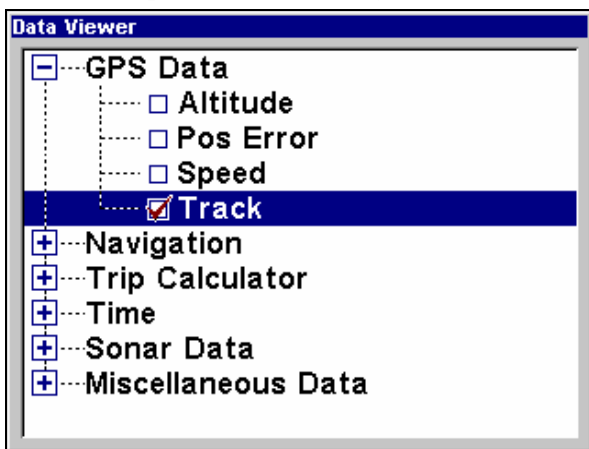 Data Viewer
GPS Data
Altitude
Pos Error
Speed
Track
Navigation
Trip Calculator
Time
Sonar Data
Miscellaneous Data